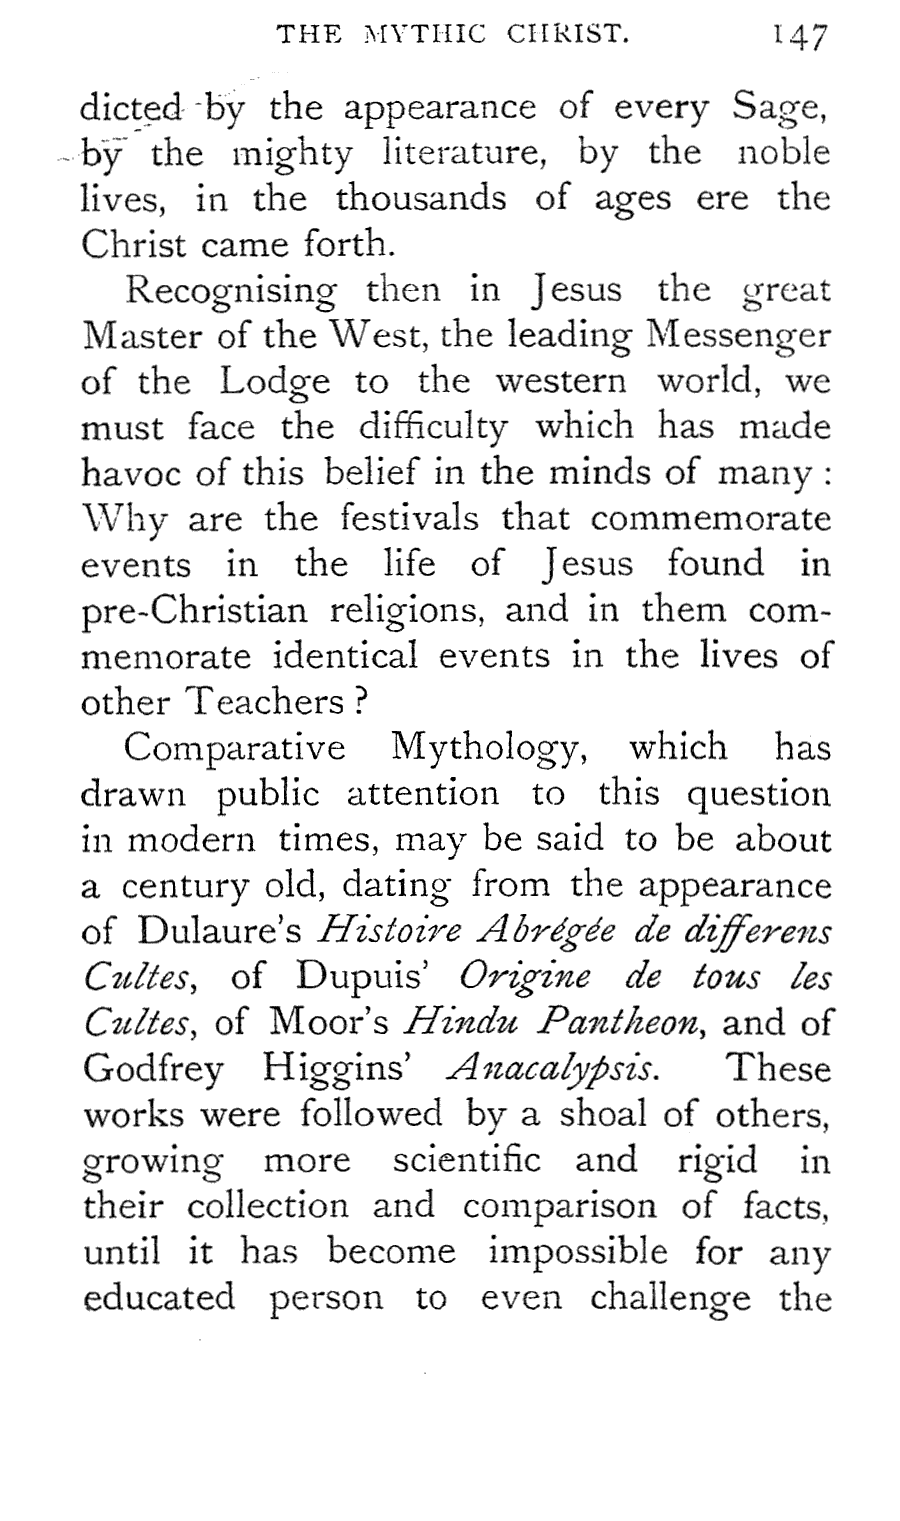 THE MYTHIC CHRIST. 147
dicted by the appearance of every Sage,
by the mighty literature, by the noble
lives, in the thousands of ages ere the
Christ came forth.
Recognising then in Jesus the great
Master of the West, the leading Messenger
of the Lodge to the western world, we
must face the difficulty which has made
havoc of this belief in the minds of many :
Why are the festivals that commemorate
events in the life of Jesus found in
pre-Christian religions, and in them com-
memorate identical events in the lives of
other Teachers ?
Comparative Mythology, which has
drawn public attention to this question
in modern times, may be said to be about
a century old, dating from the appearance
of Dulaure's Histoire Abrégée de differens
Cultes, of Dupuis' Origine de tous les
Cultes, of Moor's Hindu Pantheon, and of
Godfrey Higgins' Anacalypsis. These
works were followed by a shoal of others,
growing more scientific and rigid in
their collection and comparison of facts,
until it has become impossible for any
educated person to even challenge the